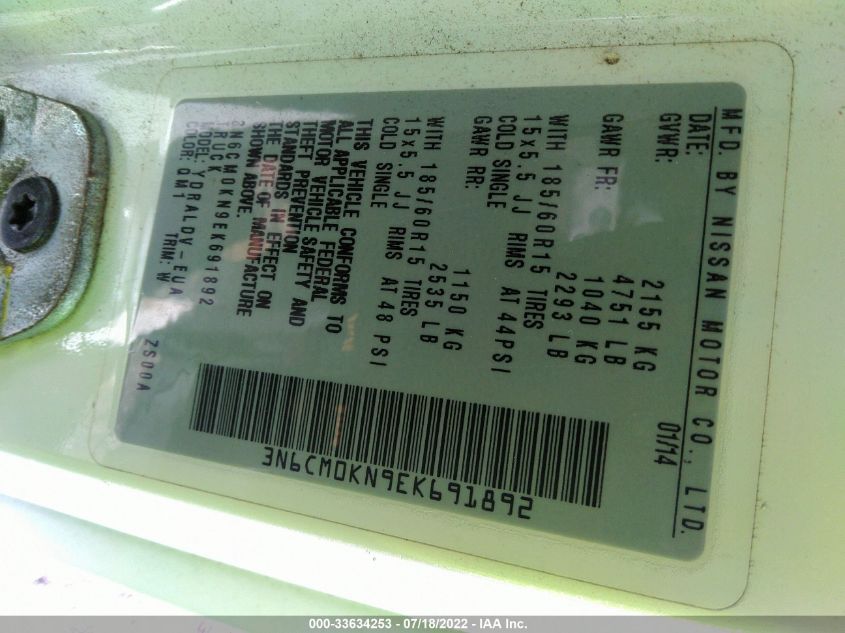 MFD. BY NISSAN MOTOR CO., LTD.
DATE: 01/14
GVWR: 2155 KG
4751 LB
GAWR FR: 1040 KG
2293 LB
WITH 185/60R15 TIRES
15x5.5 JJ RIMS AT 44PSI
COLD SINGLE
GAWR RR: 1150 KG
2535 LB
WITH 185/60R15 TIRES
15x5.5 JJ RIMS AT 48 PSI
COLD SINGLE
THIS VEHICLE CONFORMS TO
ALL APPLICABLE FEDERAL
MOTOR VEHICLE SAFETY AND
THEFT PREVENTION
STANDARDS IN EFFECT ON
THE DATE OF MANUFACTURE
SHOWN ABOVE.
3N6CM0KN9EK691892
TRUCK
MODEL: YDRALDV-EUA
COLOR: QM1 TRIM: W ZS00A
3N6CM0KN9EK691892
000-33634253 - 07/18/2022 - IAA Inc.